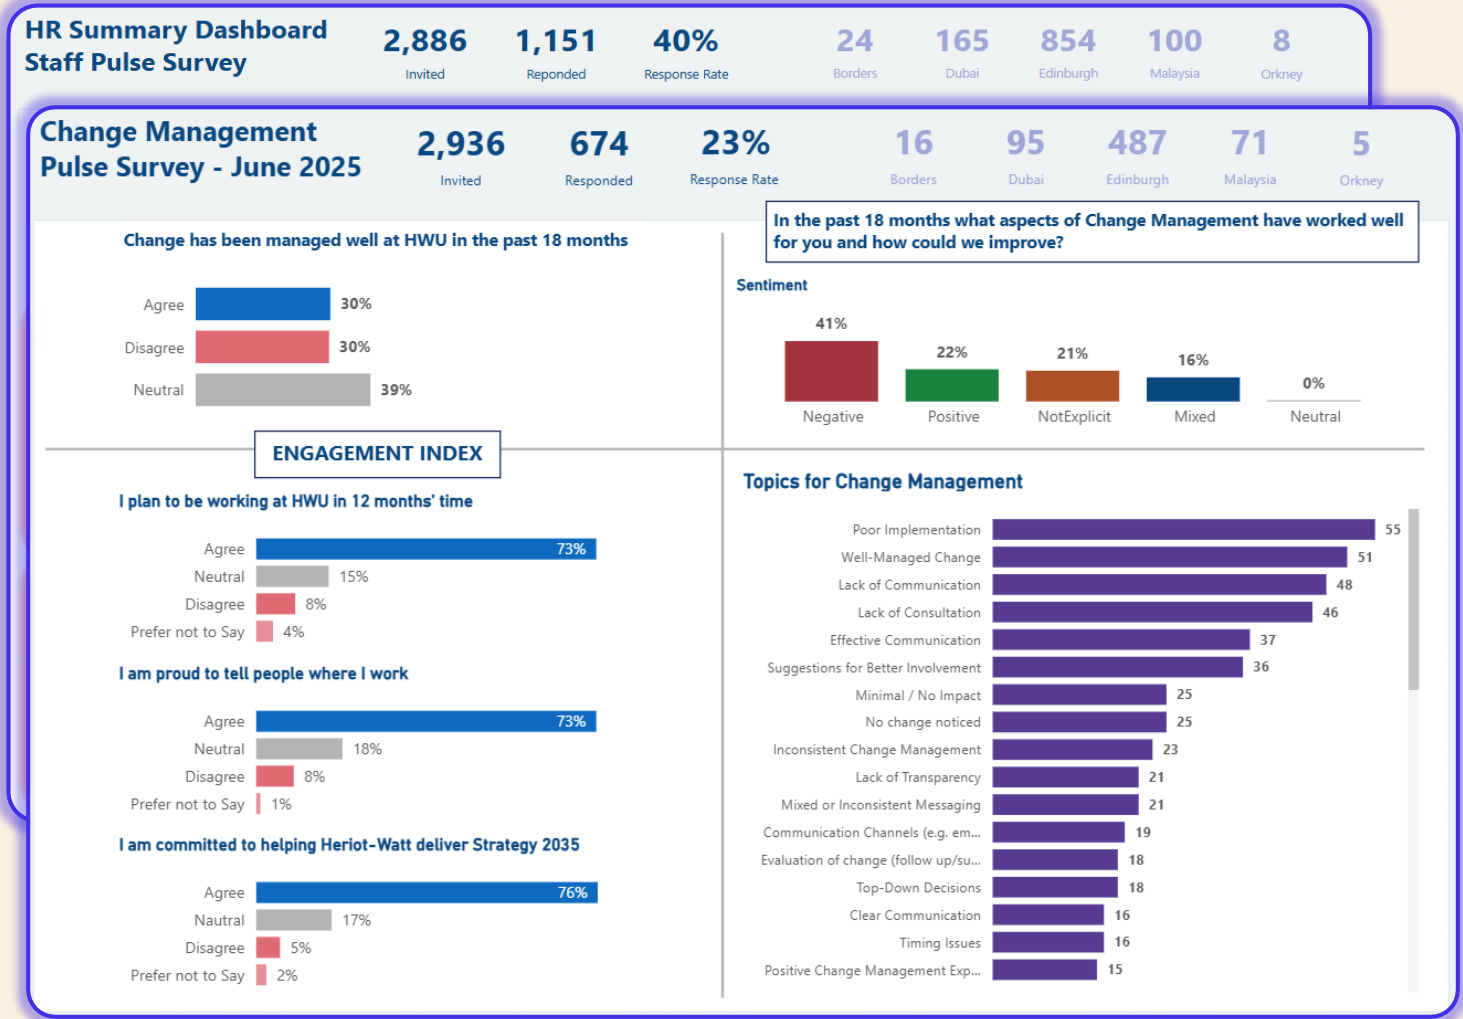 HR Summary Dashboard
Staff Pulse Survey
2,886
Invited
1,151
Reponded
40%
Response Rate
24
Borders
165
Dubai
854
Edinburgh
100
Malaysia
8
Orkney
Change Management
Pulse Survey - June 2025
2,936
Invited
674
Responded
23%
Response Rate
16
Borders
95
Dubai
487
Edinburgh
71
Malaysia
5
Orkney
Change has been managed well at HWU in the past 18 months
Agree 30%
Disagree 30%
Neutral 39%
In the past 18 months what aspects of Change Management have worked well
for you and how could we improve?
Sentiment
41% 22% 21% 16% 0%
Negative Positive NotExplicit Mixed Neutral
ENGAGEMENT INDEX
I plan to be working at HWU in 12 months' time
Agree 73%
Neutral 15%
Disagree 8%
Prefer not to Say 4%
I am proud to tell people where I work
Agree 73%
Neutral 18%
Disagree 8%
Prefer not to Say 1%
I am committed to helping Heriot-Watt deliver Strategy 2035
Agree 76%
Nautral 17%
Disagree 5%
Prefer not to Say 2%
Topics for Change Management
Poor Implementation 55
Well-Managed Change 51
Lack of Communication 48
Lack of Consultation 46
Effective Communication 37
Suggestions for Better Involvement 36
Minimal / No Impact 25
No change noticed 25
Inconsistent Change Management 23
Lack of Transparency 21
Mixed or Inconsistent Messaging 21
Communication Channels (e.g. em... 19
Evaluation of change (follow up/su... 18
Top-Down Decisions 18
Clear Communication 16
Timing Issues 16
Positive Change Management Exp... 15